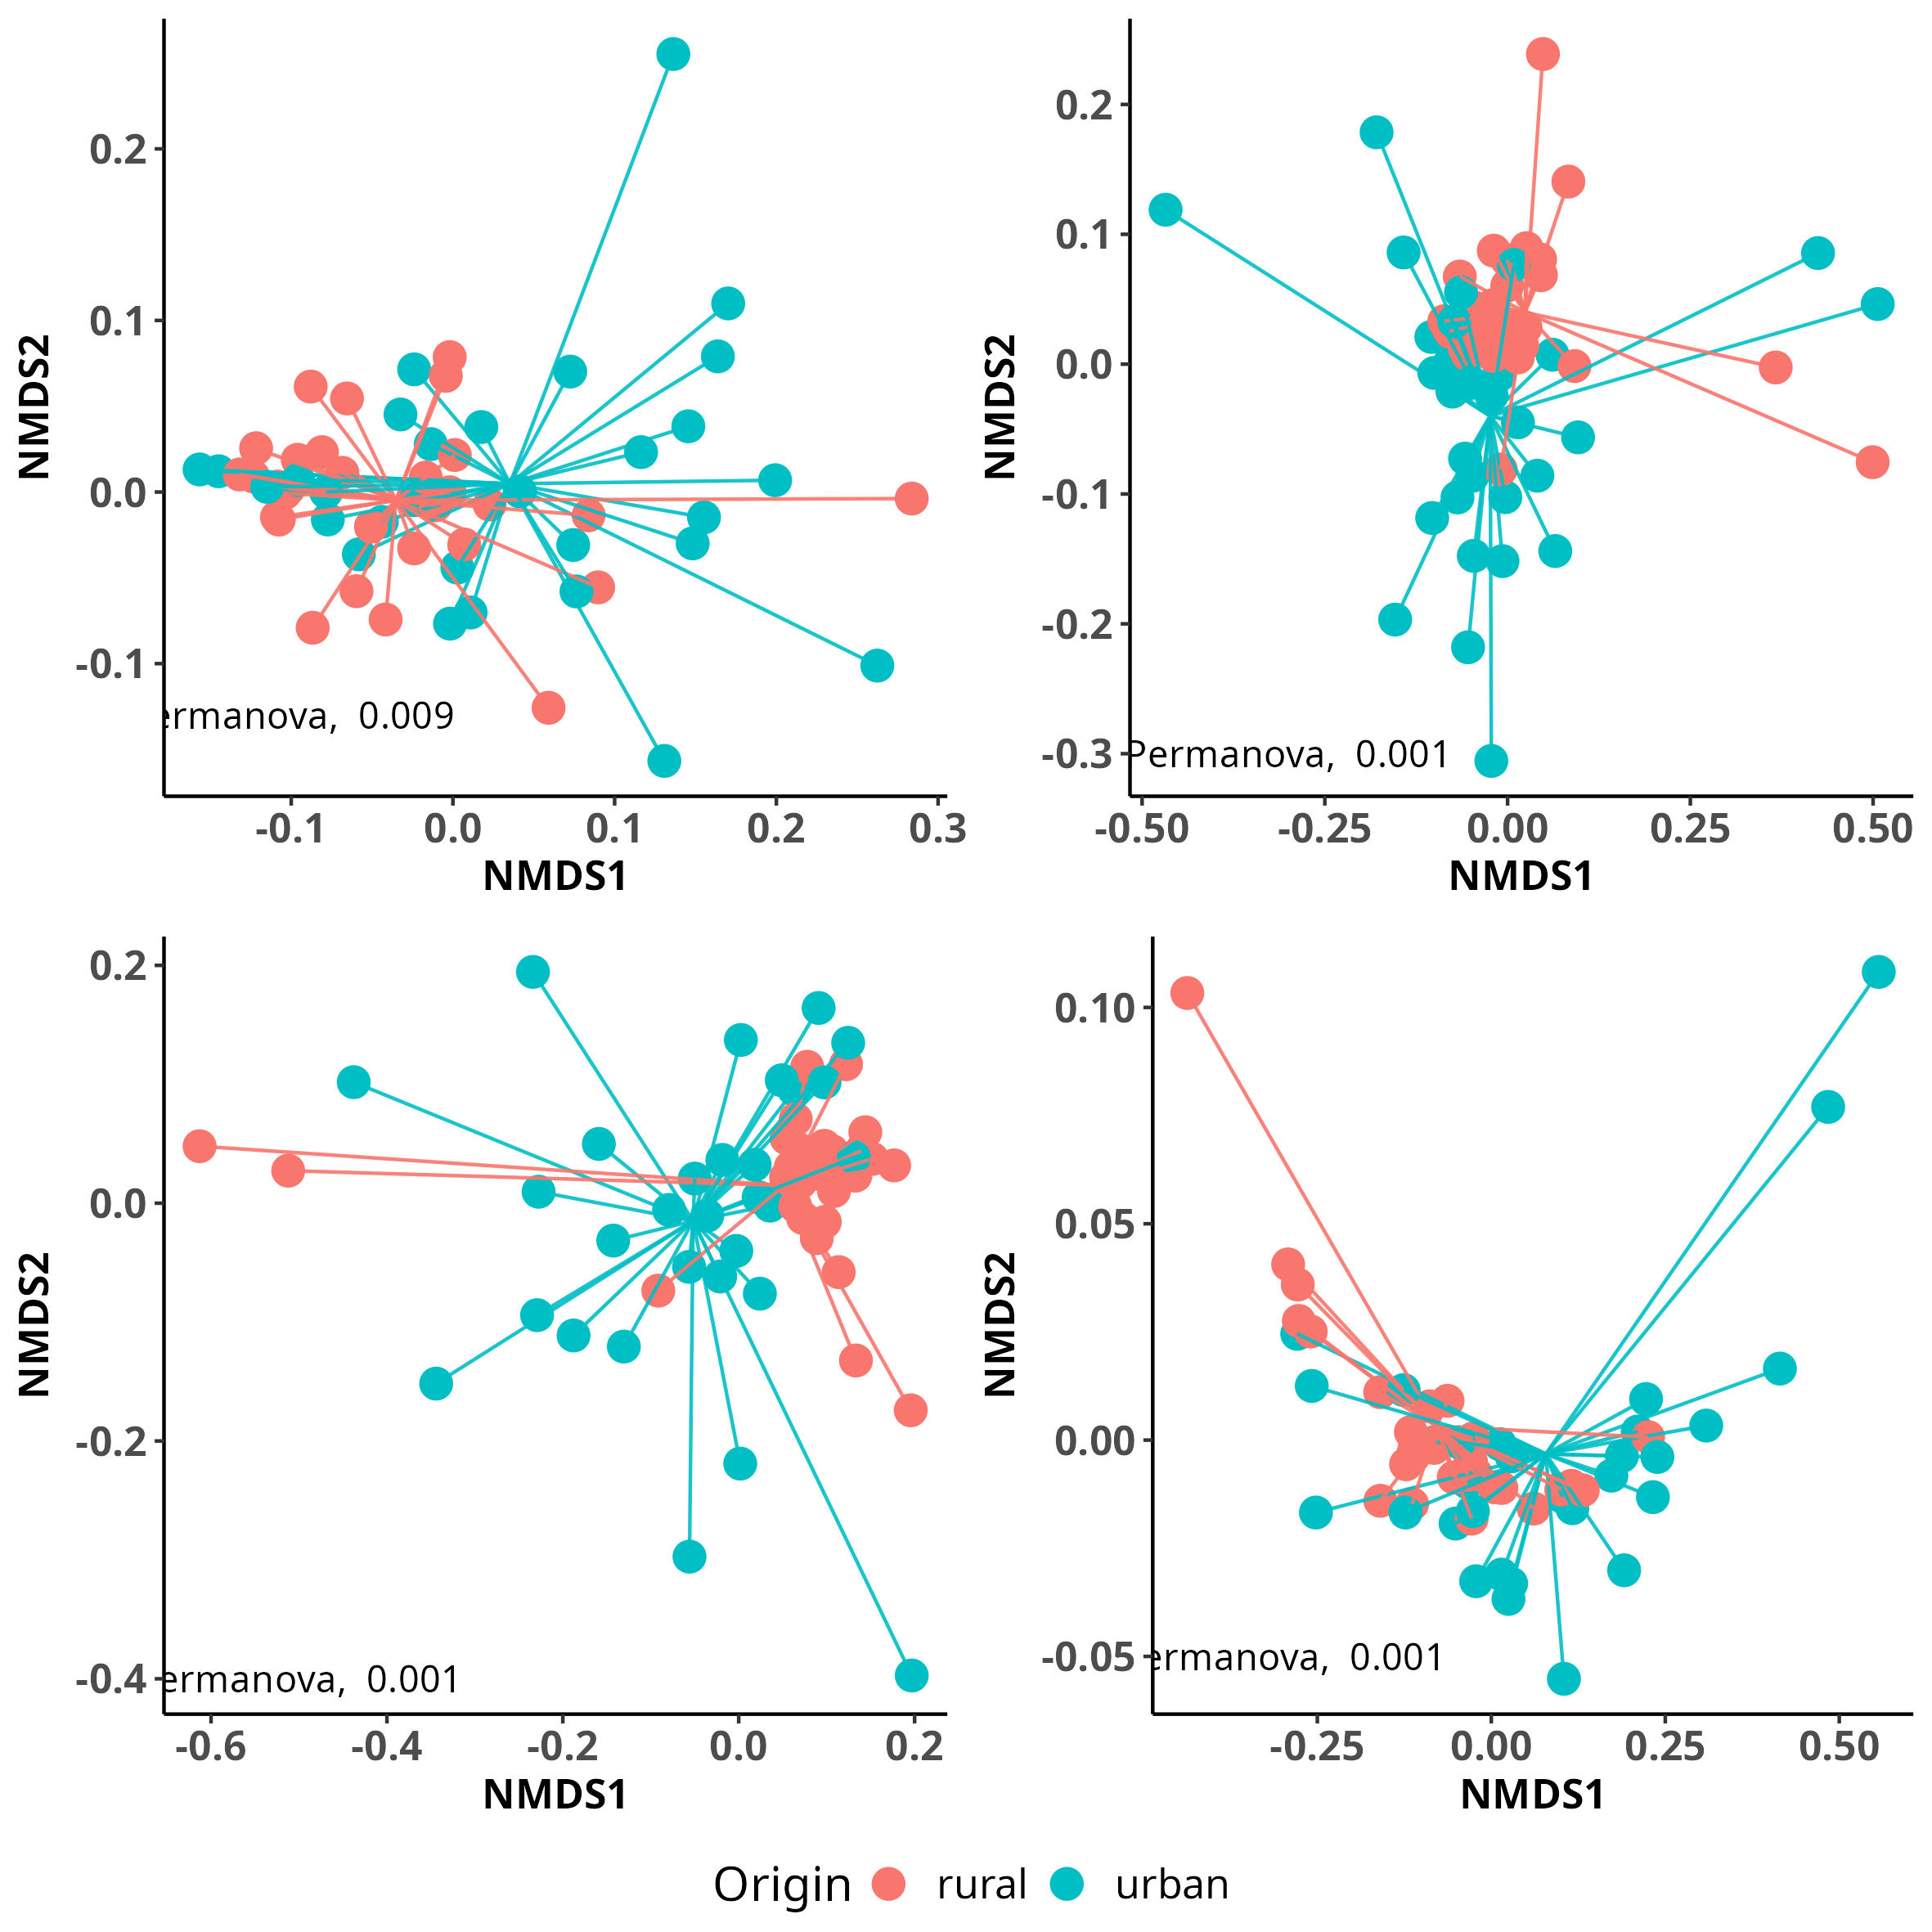 0.2
0.1
0.0
-0.1
NMDS2
ermanova, 0.009
-0.1 0.0 0.1 0.2 0.3
NMDS1
0.2
0.1
0.0
-0.1
-0.2
-0.3
NMDS2
Permanova, 0.001
-0.50 -0.25 0.00 0.25 0.50
NMDS1
0.2
0.0
-0.2
-0.4
NMDS2
ermanova, 0.001
-0.6 -0.4 -0.2 0.0 0.2
NMDS1
0.10
0.05
0.00
-0.05
NMDS2
ermanova, 0.001
-0.25 0.00 0.25 0.50
NMDS1
Origin rural urban